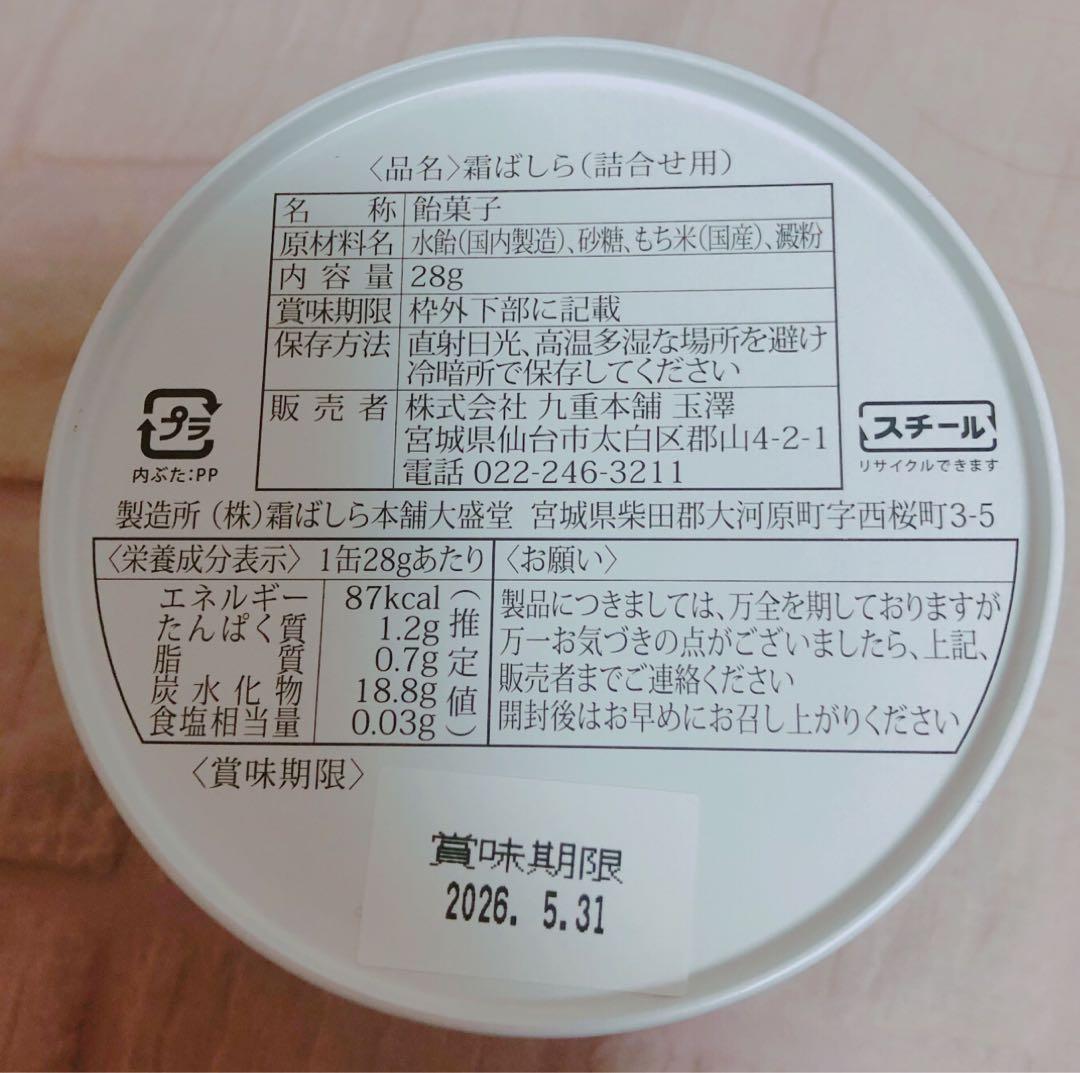 〈品名〉霜ばしら(詰合せ用)
名称 飴菓子
原材料名 水飴(国内製造)、砂糖、もち米(国産)、澱粉
内容量 28g
賞味期限 枠外下部に記載
保存方法 直射日光、高温多湿な場所を避け
冷暗所で保存してください
販売者 株式会社 九重本舗 玉澤
宮城県仙台市太白区郡山4-2-1
電話 022-246-3211
プラ
内ぶた:PP
スチール
リサイクルできます
製造所 (株)霜ばしら本舗大盛堂 宮城県柴田郡大河原町字西桜町3-5
〈栄養成分表示〉 1缶28gあたり
エネルギー 87kcal
たんぱく質 1.2g
脂質 0.7g
炭水化物 18.8g
食塩相当量 0.03g
(推定値)
〈お願い〉
製品につきましては、万全を期しておりますが
万一お気づきの点がございましたら、上記、
販売者までご連絡ください
開封後はお早めにお召し上がりください
〈賞味期限〉
賞味期限
2026. 5.31